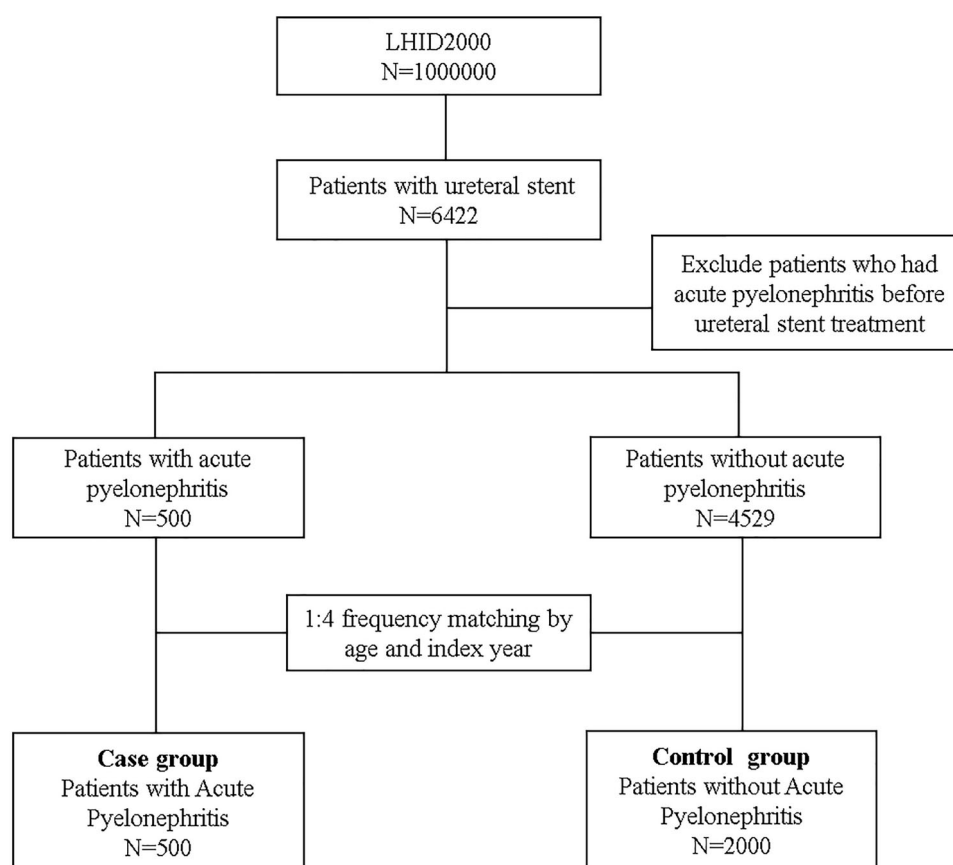 LHID2000
N=1000000
Patients with ureteral stent
N=6422
Exclude patients who had
acute pyelonephritis before
ureteral stent treatment
Patients with acute
pyelonephritis
N=500
Patients without acute
pyelonephritis
N=4529
1:4 frequency matching by
age and index year
Case group
Patients with Acute
Pyelonephritis
N=500
Control group
Patients without Acute
Pyelonephritis
N=2000